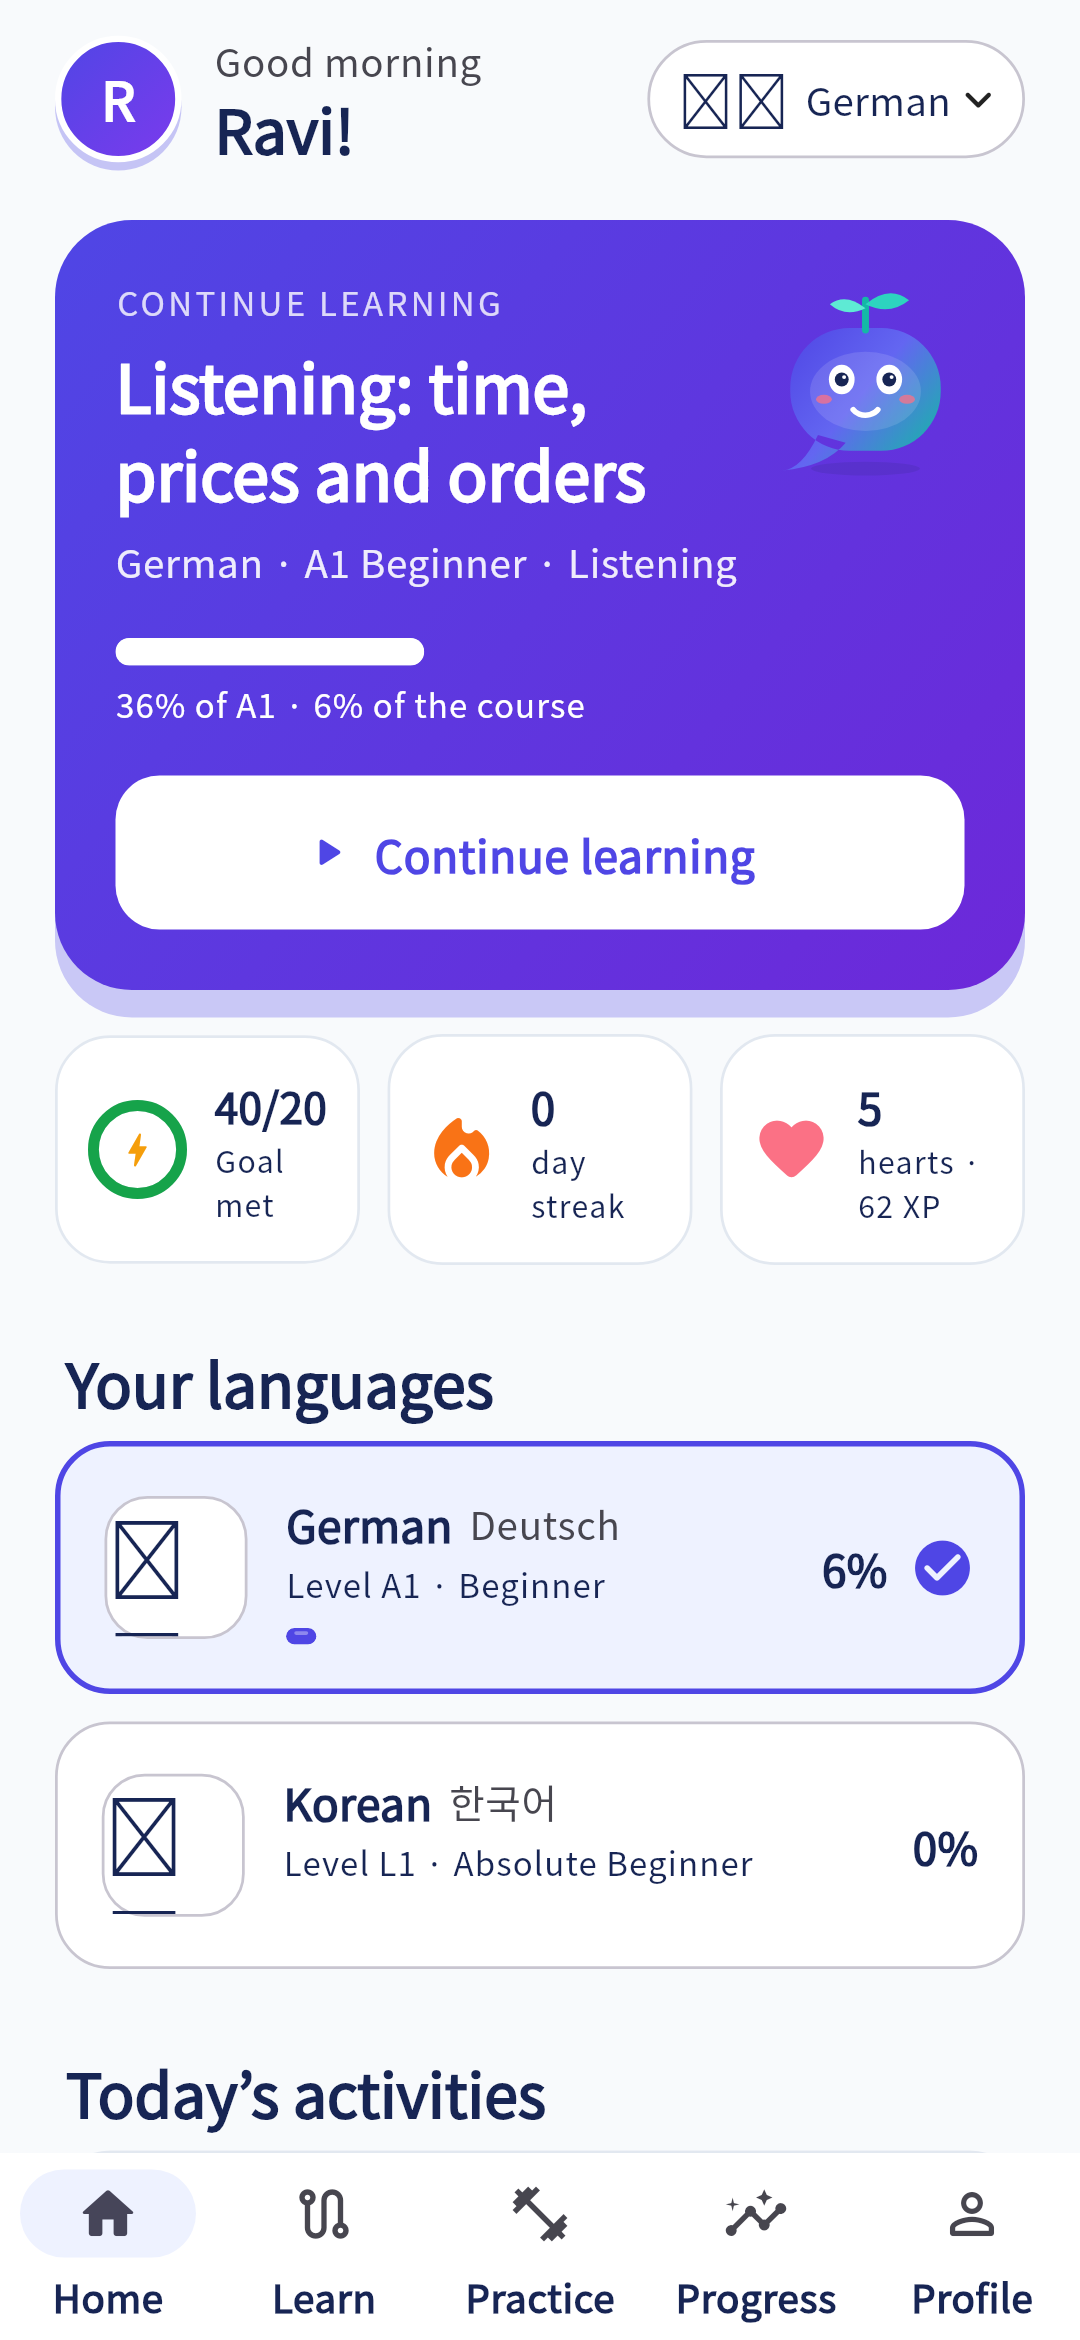 R
Good morning
Ravi!
German
CONTINUE LEARNING
Listening: time,
prices and orders
German · A1 Beginner · Listening
36% of A1 · 6% of the course
Continue learning
40/20
Goal
met
0
day
streak
5
hearts ·
62 XP
Your languages
German Deutsch
Level A1 · Beginner
6%
Korean 한국어
Level L1 · Absolute Beginner
0%
Today’s activities
Home
Learn
Practice
Progress
Profile